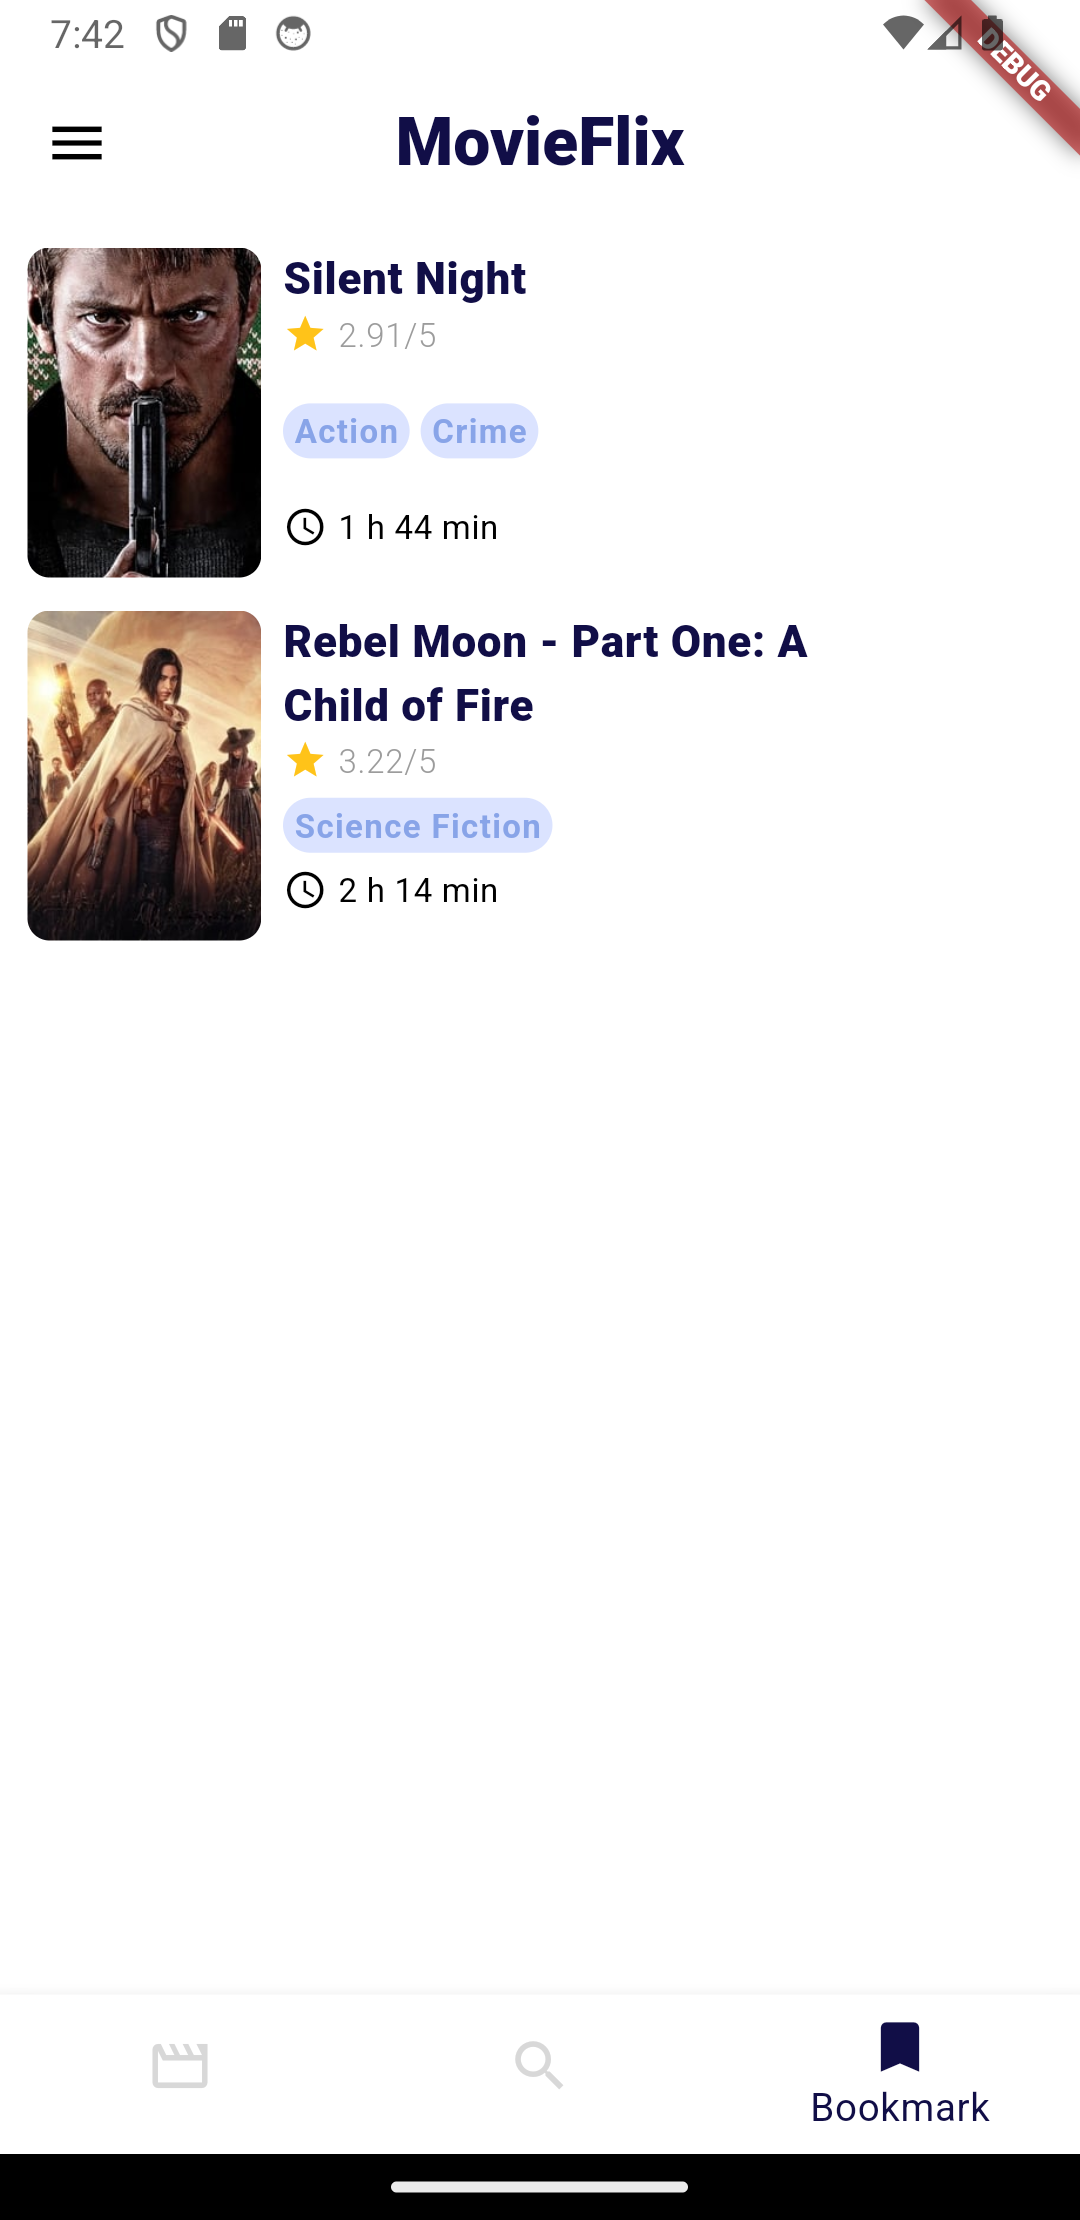 7:42
DEBUG
MovieFlix
Silent Night
2.91/5
Action Crime
1 h 44 min
Rebel Moon - Part One: A
Child of Fire
3.22/5
Science Fiction
2 h 14 min
Bookmark